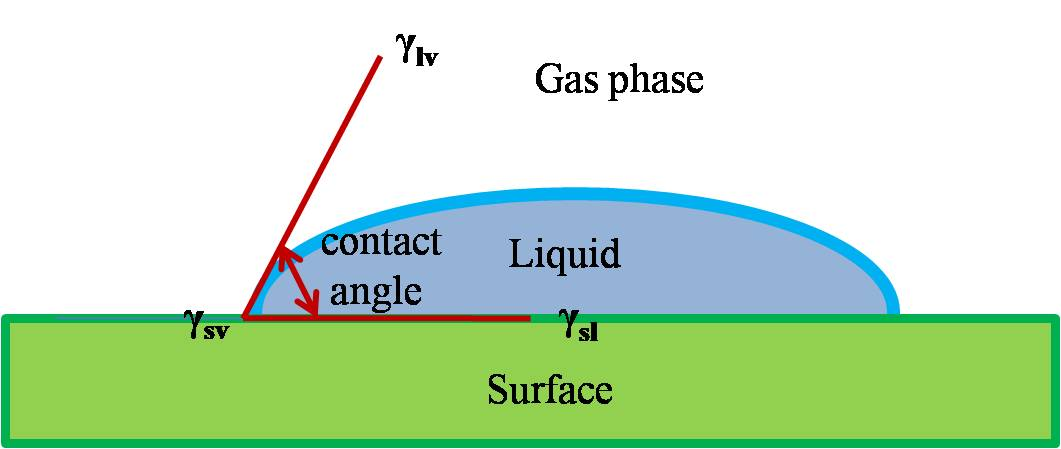 γlv
Gas phase
contact
angle
Liquid
γsv
γsl
Surface